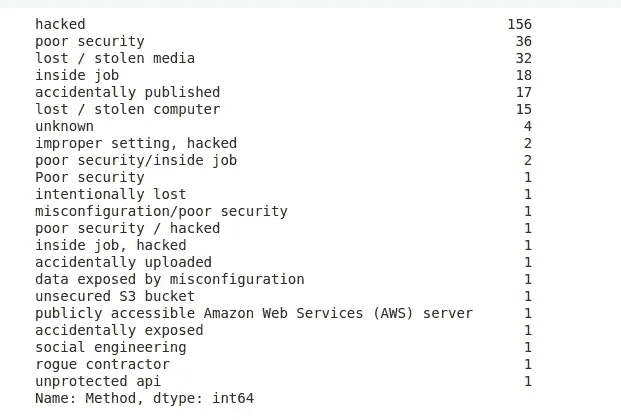 hacked 156
poor security 36
lost / stolen media 32
inside job 18
accidentally published 17
lost / stolen computer 15
unknown 4
improper setting, hacked 2
poor security/inside job 2
Poor security 1
intentionally lost 1
misconfiguration/poor security 1
poor security / hacked 1
inside job, hacked 1
accidentally uploaded 1
data exposed by misconfiguration 1
unsecured S3 bucket 1
publicly accessible Amazon Web Services (AWS) server 1
accidentally exposed 1
social engineering 1
rogue contractor 1
unprotected api 1
Name: Method, dtype: int64